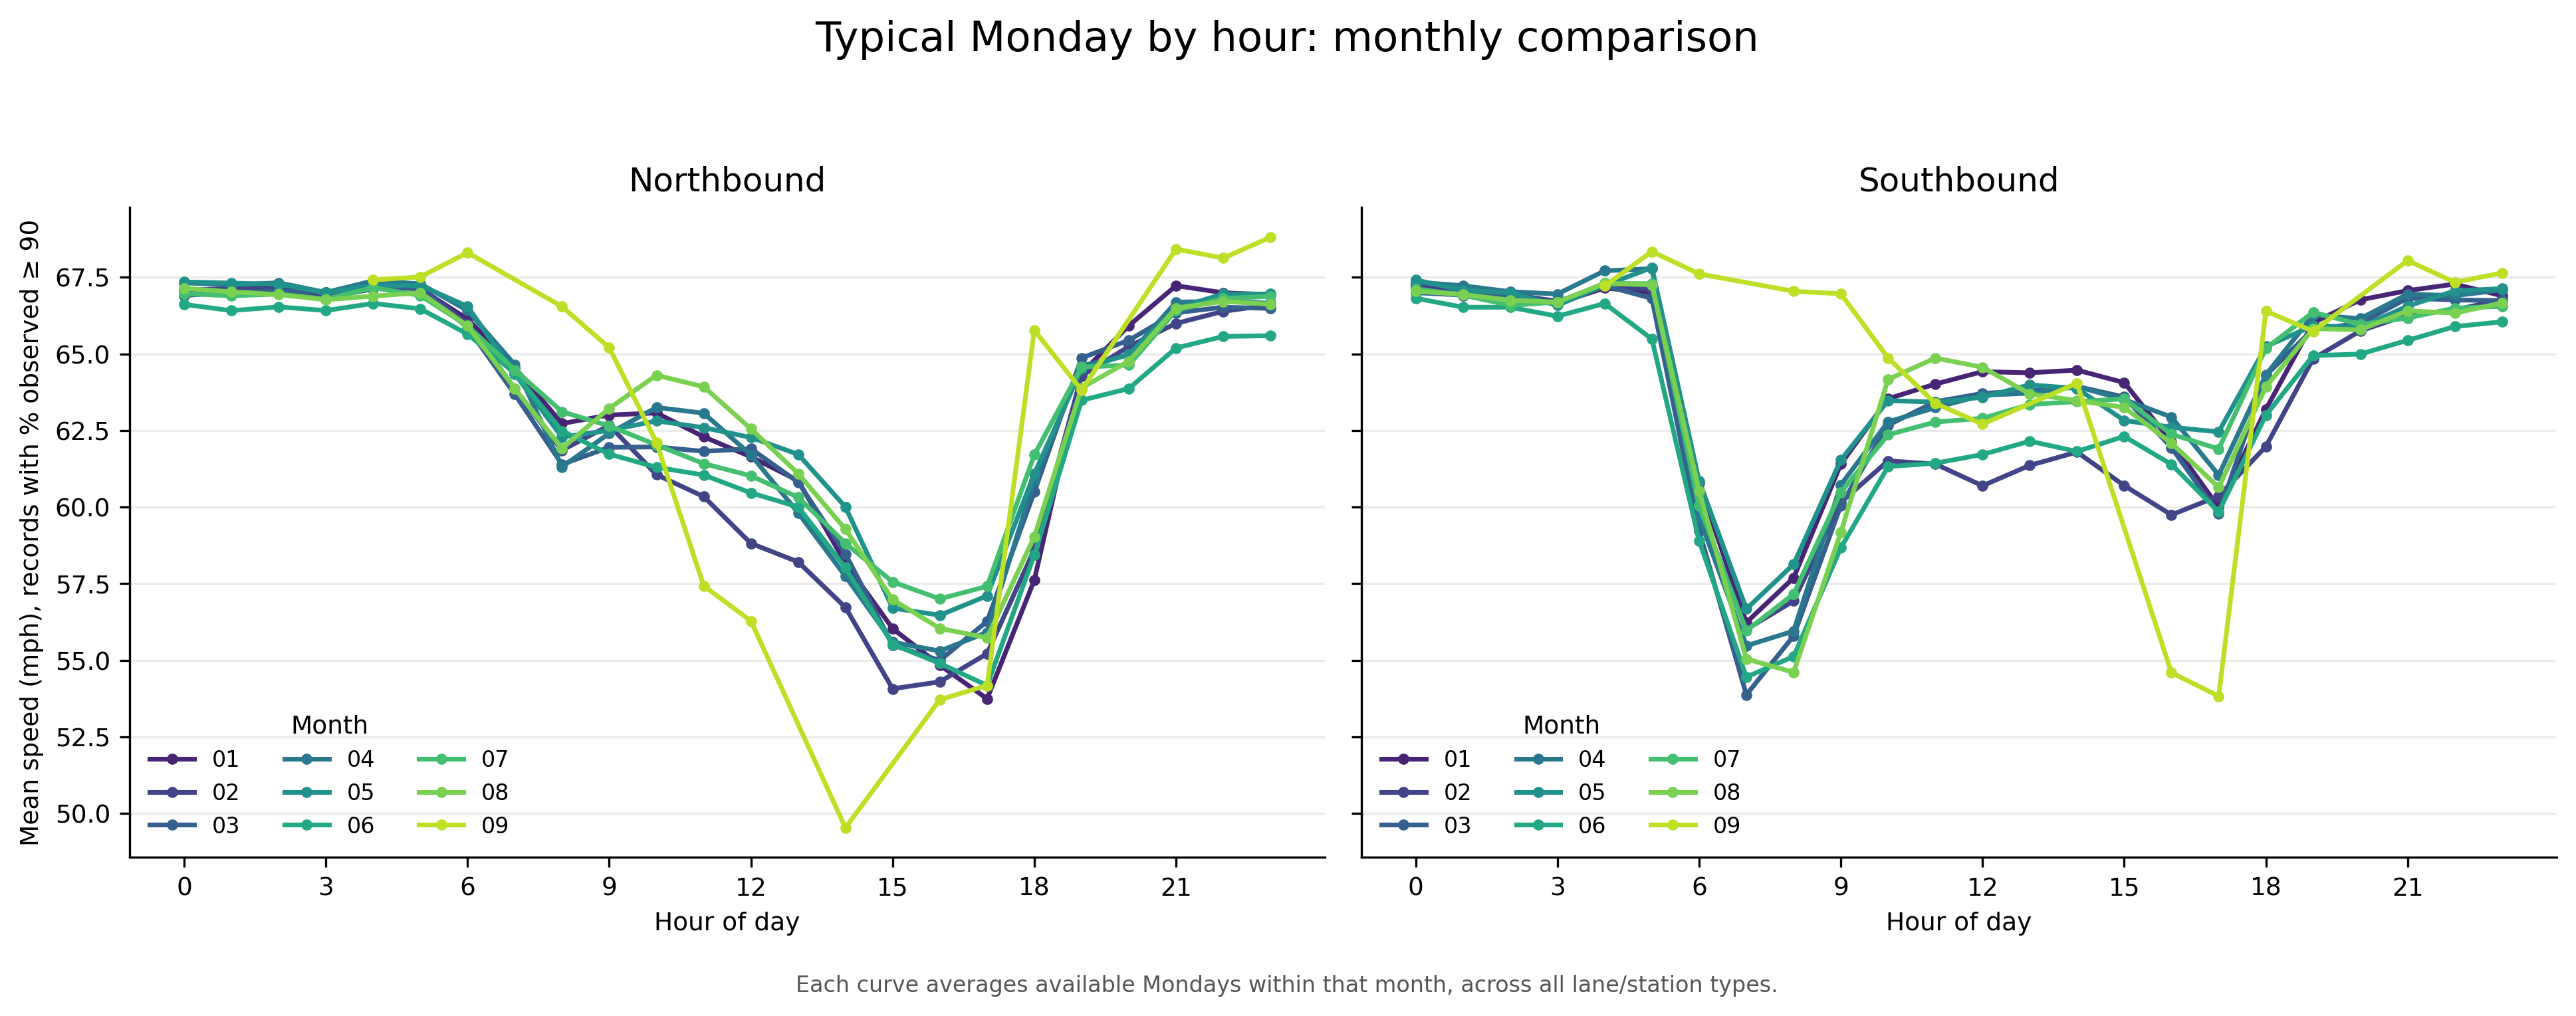 Typical Monday by hour: monthly comparison
Northbound
Mean speed (mph), records with % observed ≥ 90
67.5
65.0
62.5
60.0
57.5
55.0
52.5
50.0
Month
01 04 07
02 05 08
03 06 09
0 3 6 9 12 15 18 21
Hour of day
Southbound
Month
01 04 07
02 05 08
03 06 09
0 3 6 9 12 15 18 21
Hour of day
Each curve averages available Mondays within that month, across all lane/station types.